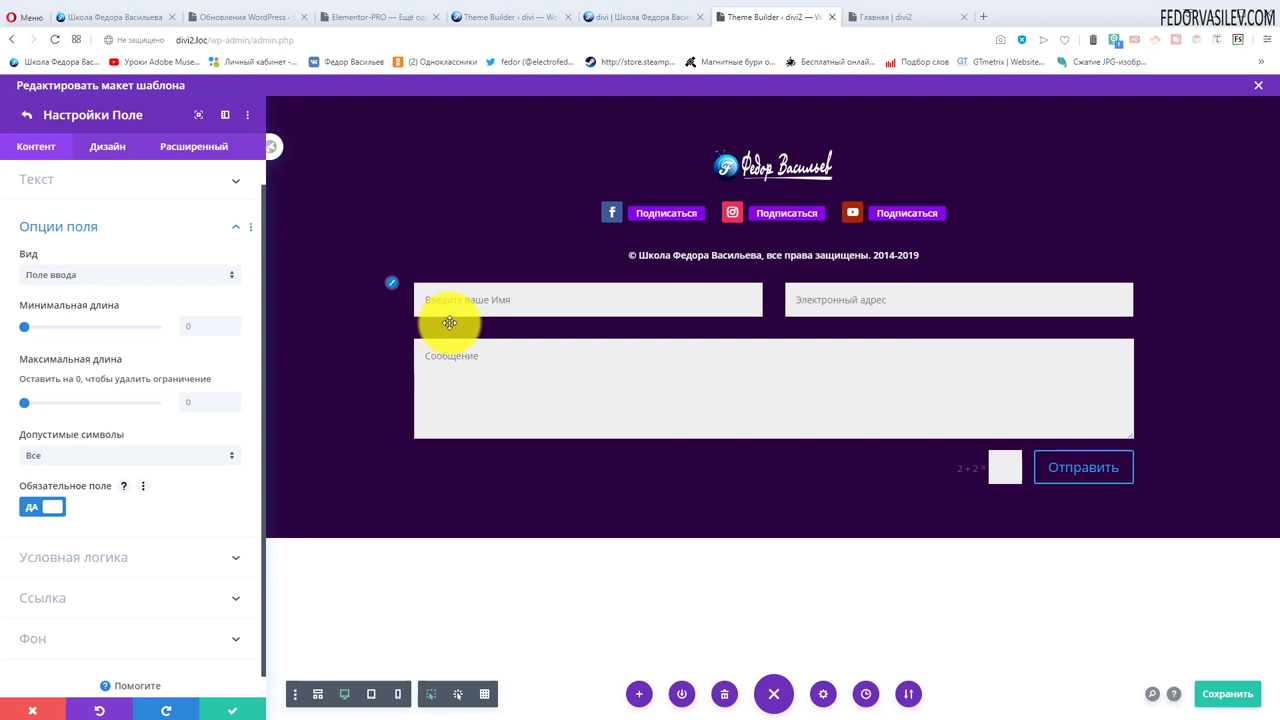 Меню
Школа Федора Васильева
Обновления WordPress ‹
Elementor-PRO — Ещё од
Theme Builder ‹ divi — Wo
divi | Школа Федора Васи
Theme Builder ‹ divi2 — W
Главная | divi2
FEDORVASILEV.COM
Не защищено
divi2.loc/wp-admin/admin.php
Школа Федора Вас...
Уроки Adobe Muse...
Личный кабинет -...
Федор Васильев
(2) Одноклассники
fedor (@electrofed...
http://store.steamp...
Магнитные бури о...
Бесплатный онлай...
Подбор слов
GTmetrix | Website...
Сжатие JPG-изобр...
Редактировать макет шаблона
Настройки Поле
Контент
Дизайн
Расширенный
Текст
Опции поля
Вид
Поле ввода
Минимальная длина
0
Максимальная длина
Оставить на 0, чтобы удалить ограничение
0
Допустимые символы
Все
Обязательное поле
ДА
Условная логика
Ссылка
Фон
Помогите
Федор Васильев
Подписаться
Подписаться
Подписаться
© Школа Федора Васильева, все права защищены. 2014-2019
Введите ваше Имя
Электронный адрес
Сообщение
2 + 2 =
Отправить
Сохранить